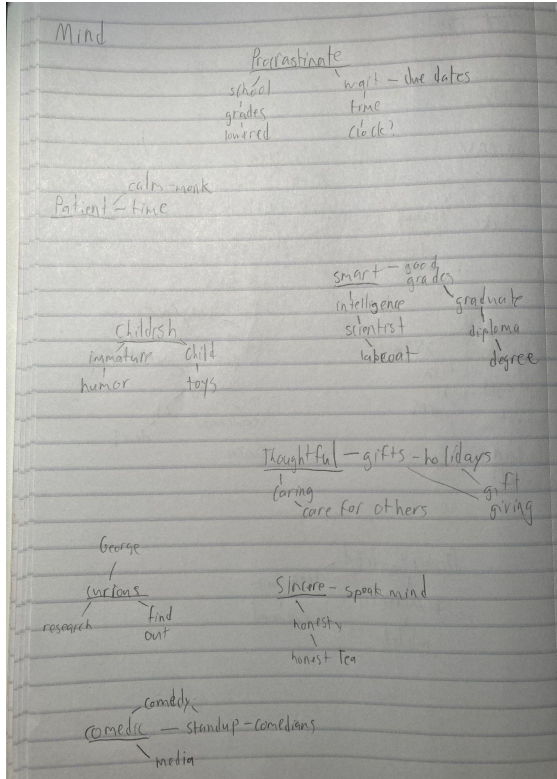 Mind
Procrastinate
school
wait - due dates
grades
time
lowered
clock?
calm-monk
Patient - time
smart - good grades
intelligence
graduate
scientist
diploma
labcoat
degree
Childish
immature
child
humor
toys
Thoughtful - gifts - holidays
caring
gift
giving
care for others
George
curious
research
find
out
Sincere - speak mind
honesty
honest Tea
comedy
comedic - standup - comedians
media